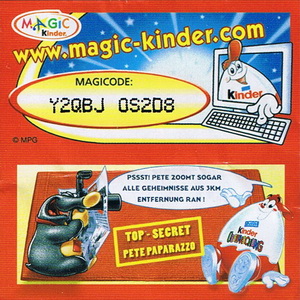 MAGIC
Kinder
www.magic-kinder.com
MAGICODE:
Y2QBJ 0S2D8
Kinder
© MPG
PSSST! PETE ZOOMT SOGAR
ALLE GEHEIMNISSE AUS 3KM
ENTFERNUNG RAN !
TOP - SECRET
PETE PAPARAZZO
Kinder